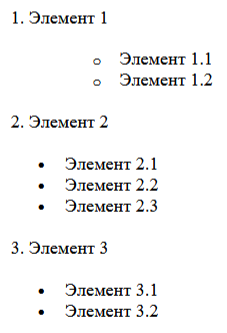 1. Элемент 1
○ Элемент 1.1
○ Элемент 1.2
2. Элемент 2
• Элемент 2.1
• Элемент 2.2
• Элемент 2.3
3. Элемент 3
• Элемент 3.1
• Элемент 3.2